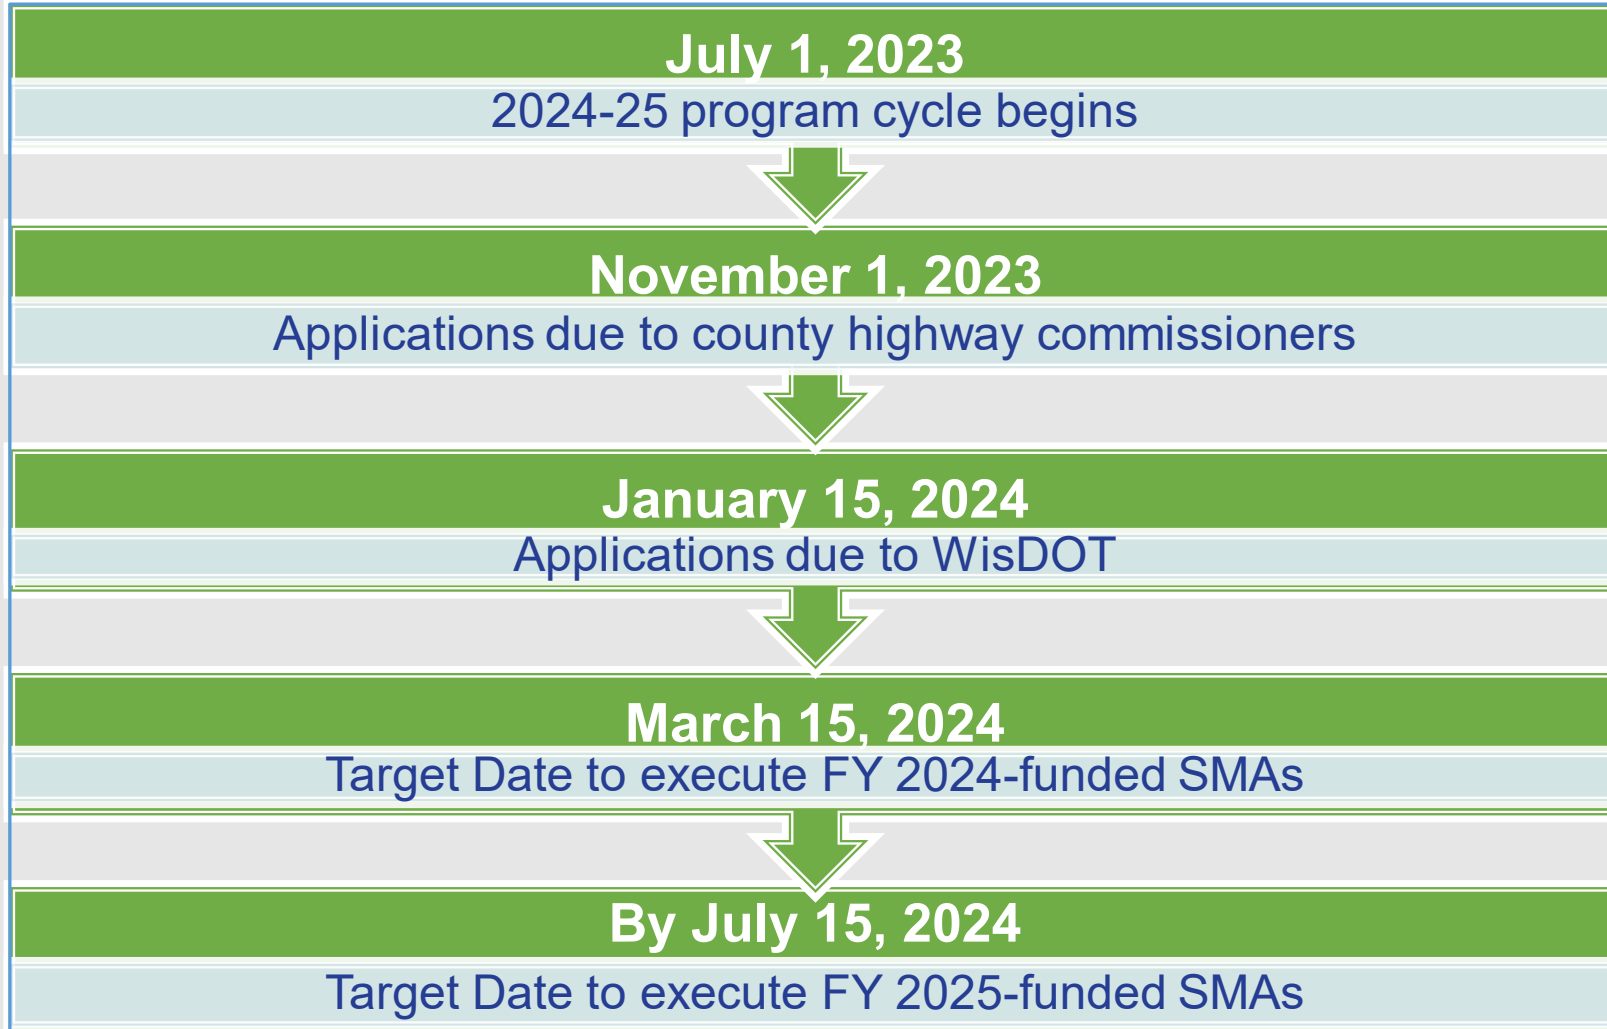 July 1, 2023
2024-25 program cycle begins
November 1, 2023
Applications due to county highway commissioners
January 15, 2024
Applications due to WisDOT
March 15, 2024
Target Date to execute FY 2024-funded SMAs
By July 15, 2024
Target Date to execute FY 2025-funded SMAs